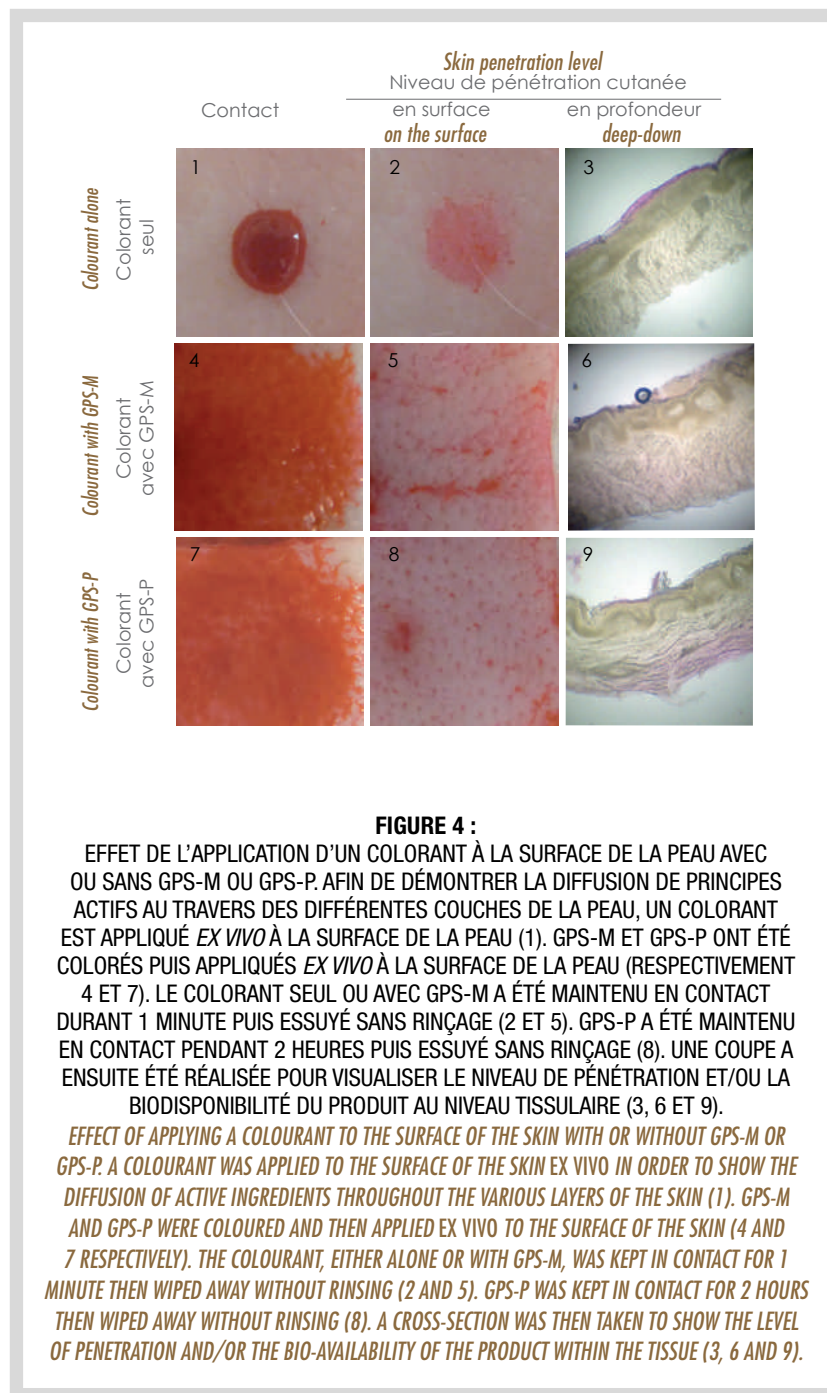 Skin penetration level
Niveau de pénétration cutanée
Contact
en surface
on the surface
en profondeur
deep-down
Colourant alone
Colorant
seul
1
2
3
Colourant with GPS-M
Colorant
avec GPS-M
4
5
6
Colourant with GPS-P
Colorant
avec GPS-P
7
8
9
FIGURE 4 :
EFFET DE L’APPLICATION D’UN COLORANT À LA SURFACE DE LA PEAU AVEC
OU SANS GPS-M OU GPS-P. AFIN DE DÉMONTRER LA DIFFUSION DE PRINCIPES
ACTIFS AU TRAVERS DES DIFFÉRENTES COUCHES DE LA PEAU, UN COLORANT
EST APPLIQUÉ EX VIVO À LA SURFACE DE LA PEAU (1). GPS-M ET GPS-P ONT ÉTÉ
COLORÉS PUIS APPLIQUÉS EX VIVO À LA SURFACE DE LA PEAU (RESPECTIVEMENT
4 ET 7). LE COLORANT SEUL OU AVEC GPS-M A ÉTÉ MAINTENU EN CONTACT
DURANT 1 MINUTE PUIS ESSUYÉ SANS RINÇAGE (2 ET 5). GPS-P A ÉTÉ MAINTENU
EN CONTACT PENDANT 2 HEURES PUIS ESSUYÉ SANS RINÇAGE (8). UNE COUPE A
ENSUITE ÉTÉ RÉALISÉE POUR VISUALISER LE NIVEAU DE PÉNÉTRATION ET/OU LA
BIODISPONIBILITÉ DU PRODUIT AU NIVEAU TISSULAIRE (3, 6 ET 9).
EFFECT OF APPLYING A COLOURANT TO THE SURFACE OF THE SKIN WITH OR WITHOUT GPS-M OR
GPS-P. A COLOURANT WAS APPLIED TO THE SURFACE OF THE SKIN EX VIVO IN ORDER TO SHOW THE
DIFFUSION OF ACTIVE INGREDIENTS THROUGHOUT THE VARIOUS LAYERS OF THE SKIN (1). GPS-M
AND GPS-P WERE COLOURED AND THEN APPLIED EX VIVO TO THE SURFACE OF THE SKIN (4 AND
7 RESPECTIVELY). THE COLOURANT, EITHER ALONE OR WITH GPS-M, WAS KEPT IN CONTACT FOR 1
MINUTE THEN WIPED AWAY WITHOUT RINSING (2 AND 5). GPS-P WAS KEPT IN CONTACT FOR 2 HOURS
THEN WIPED AWAY WITHOUT RINSING (8). A CROSS-SECTION WAS THEN TAKEN TO SHOW THE LEVEL
OF PENETRATION AND/OR THE BIO-AVAILABILITY OF THE PRODUCT WITHIN THE TISSUE (3, 6 AND 9).